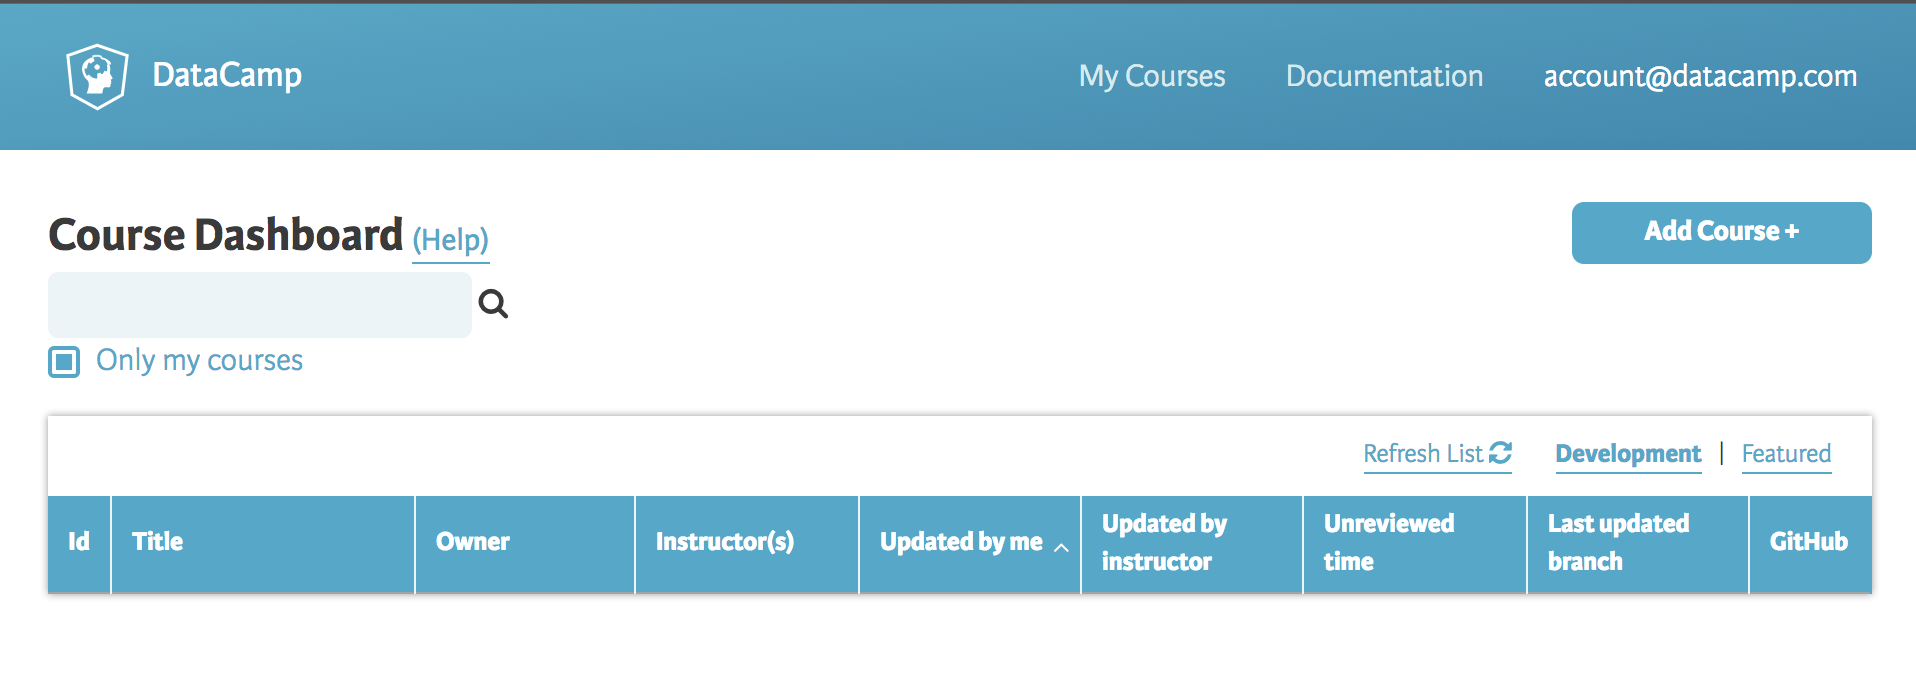 DataCamp
My Courses
Documentation
account@datacamp.com
Course Dashboard (Help)
Add Course +
Only my courses
Refresh List
Development | Featured
Id
Title
Owner
Instructor(s)
Updated by me
Updated by
instructor
Unreviewed
time
Last updated
branch
GitHub